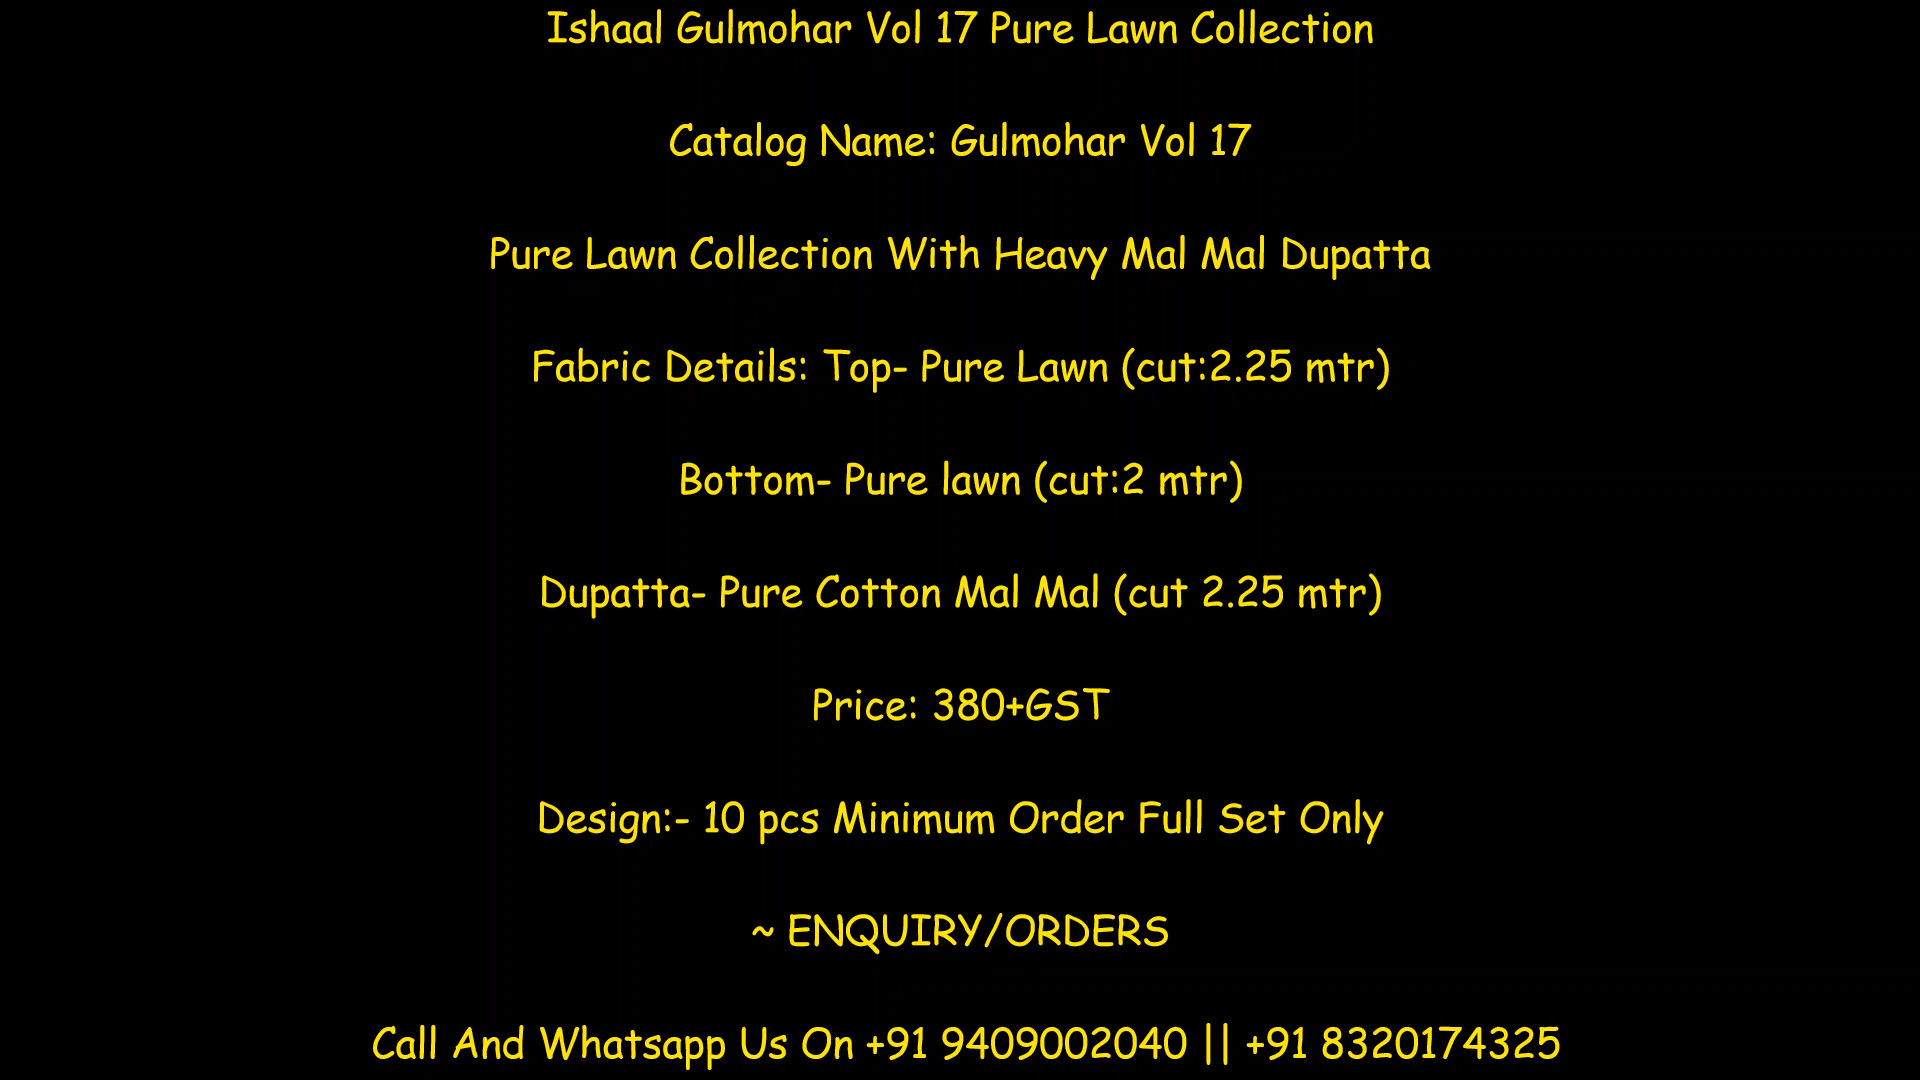 Ishaal Gulmohar Vol 17 Pure Lawn Collection
Catalog Name: Gulmohar Vol 17
Pure Lawn Collection With Heavy Mal Mal Dupatta
Fabric Details: Top- Pure Lawn (cut:2.25 mtr)
Bottom- Pure lawn (cut:2 mtr)
Dupatta- Pure Cotton Mal Mal (cut 2.25 mtr)
Price: 380+GST
Design:- 10 pcs Minimum Order Full Set Only
~ ENQUIRY/ORDERS
Call And Whatsapp Us On +91 9409002040 || +91 8320174325